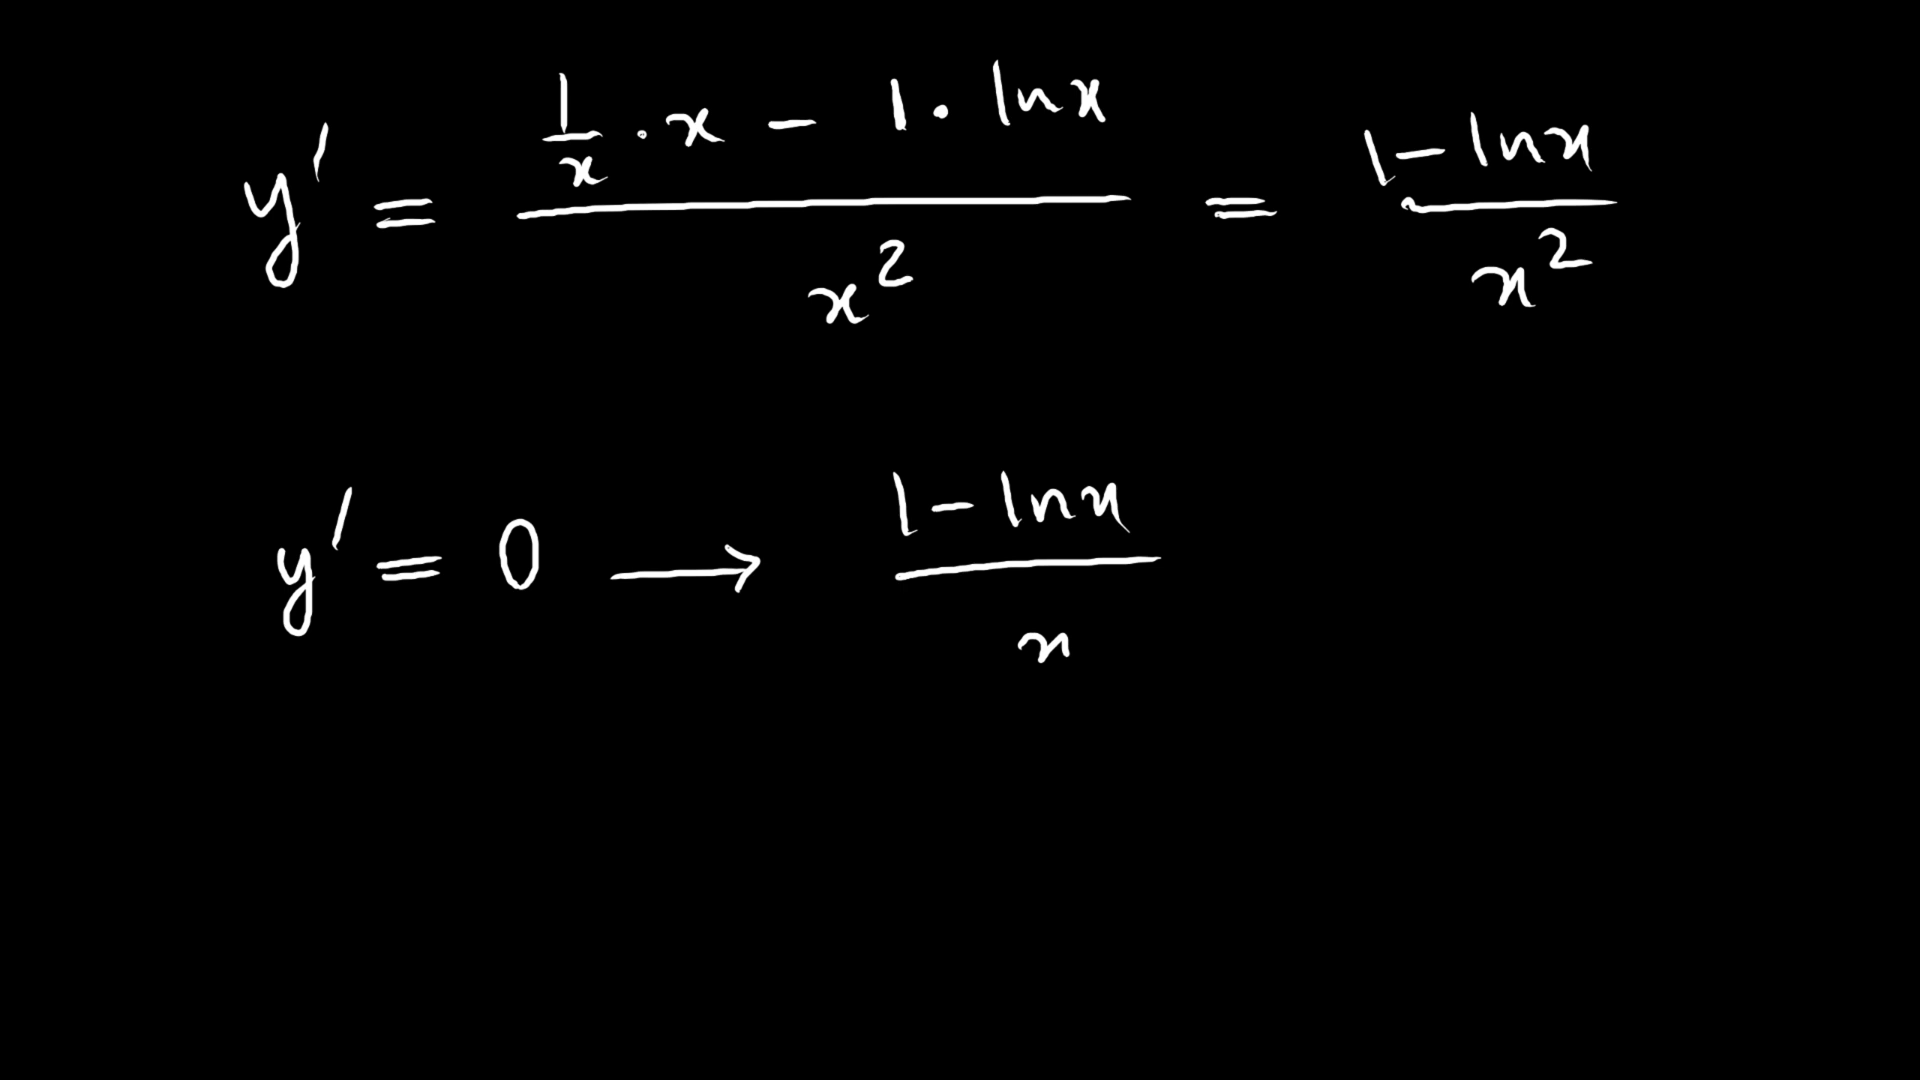 y' = (1/x · x - 1 · ln x) / x² = (1 - ln x) / x²
y' = 0 → (1 - ln x) / x